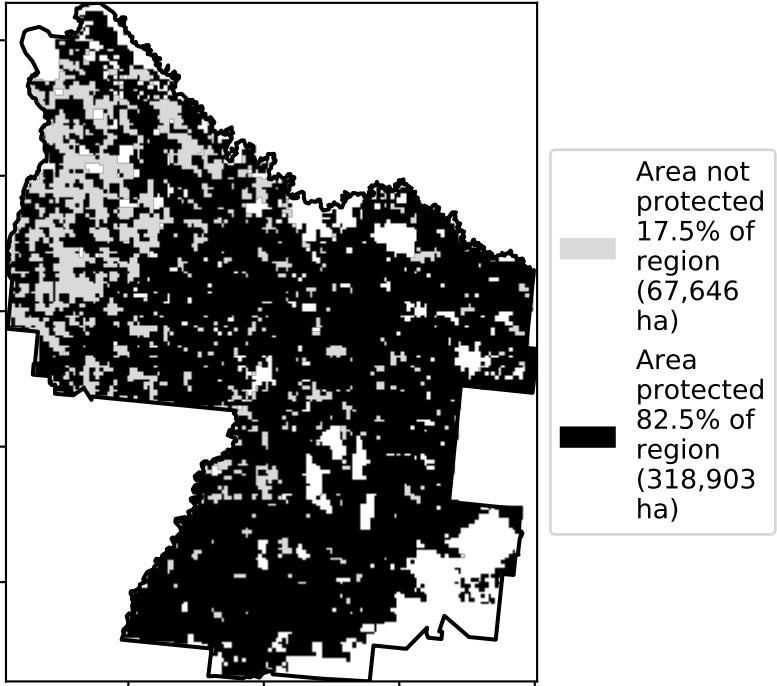 Area not
protected
17.5% of
region
(67,646
ha)
Area
protected
82.5% of
region
(318,903
ha)